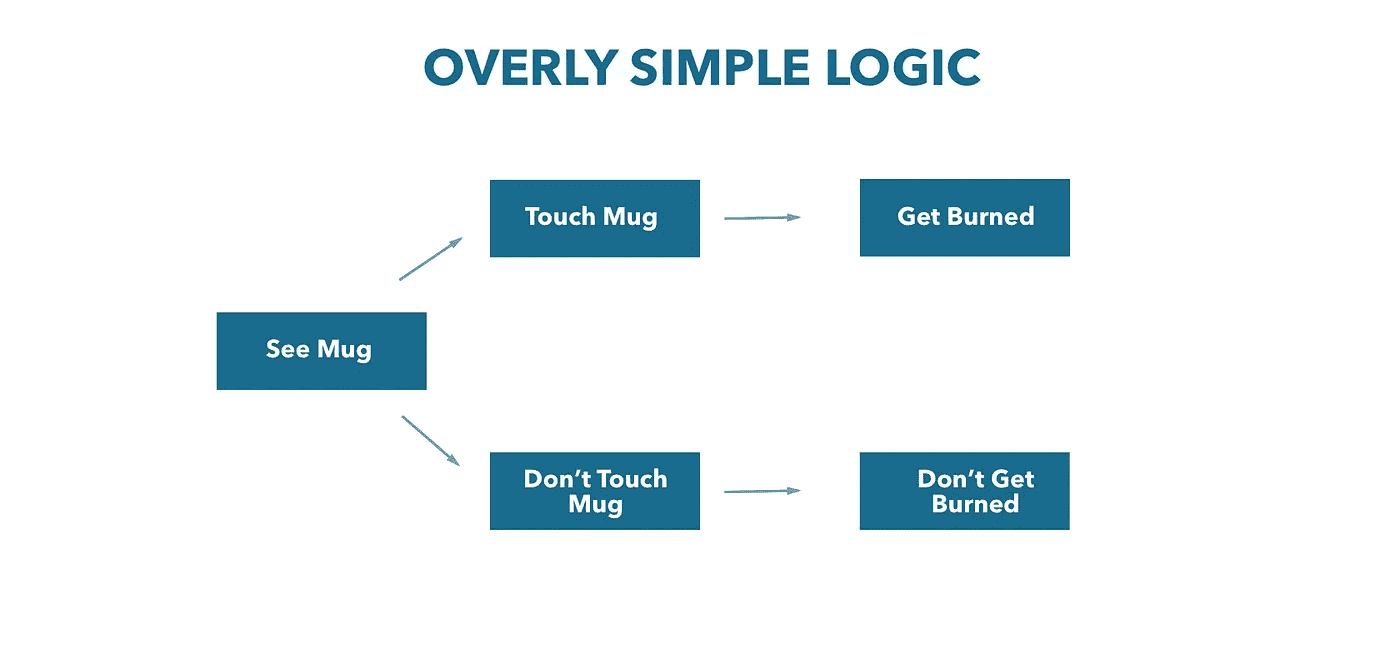 OVERLY SIMPLE LOGIC
Touch Mug
Get Burned
See Mug
Don’t Touch
Mug
Don’t Get
Burned